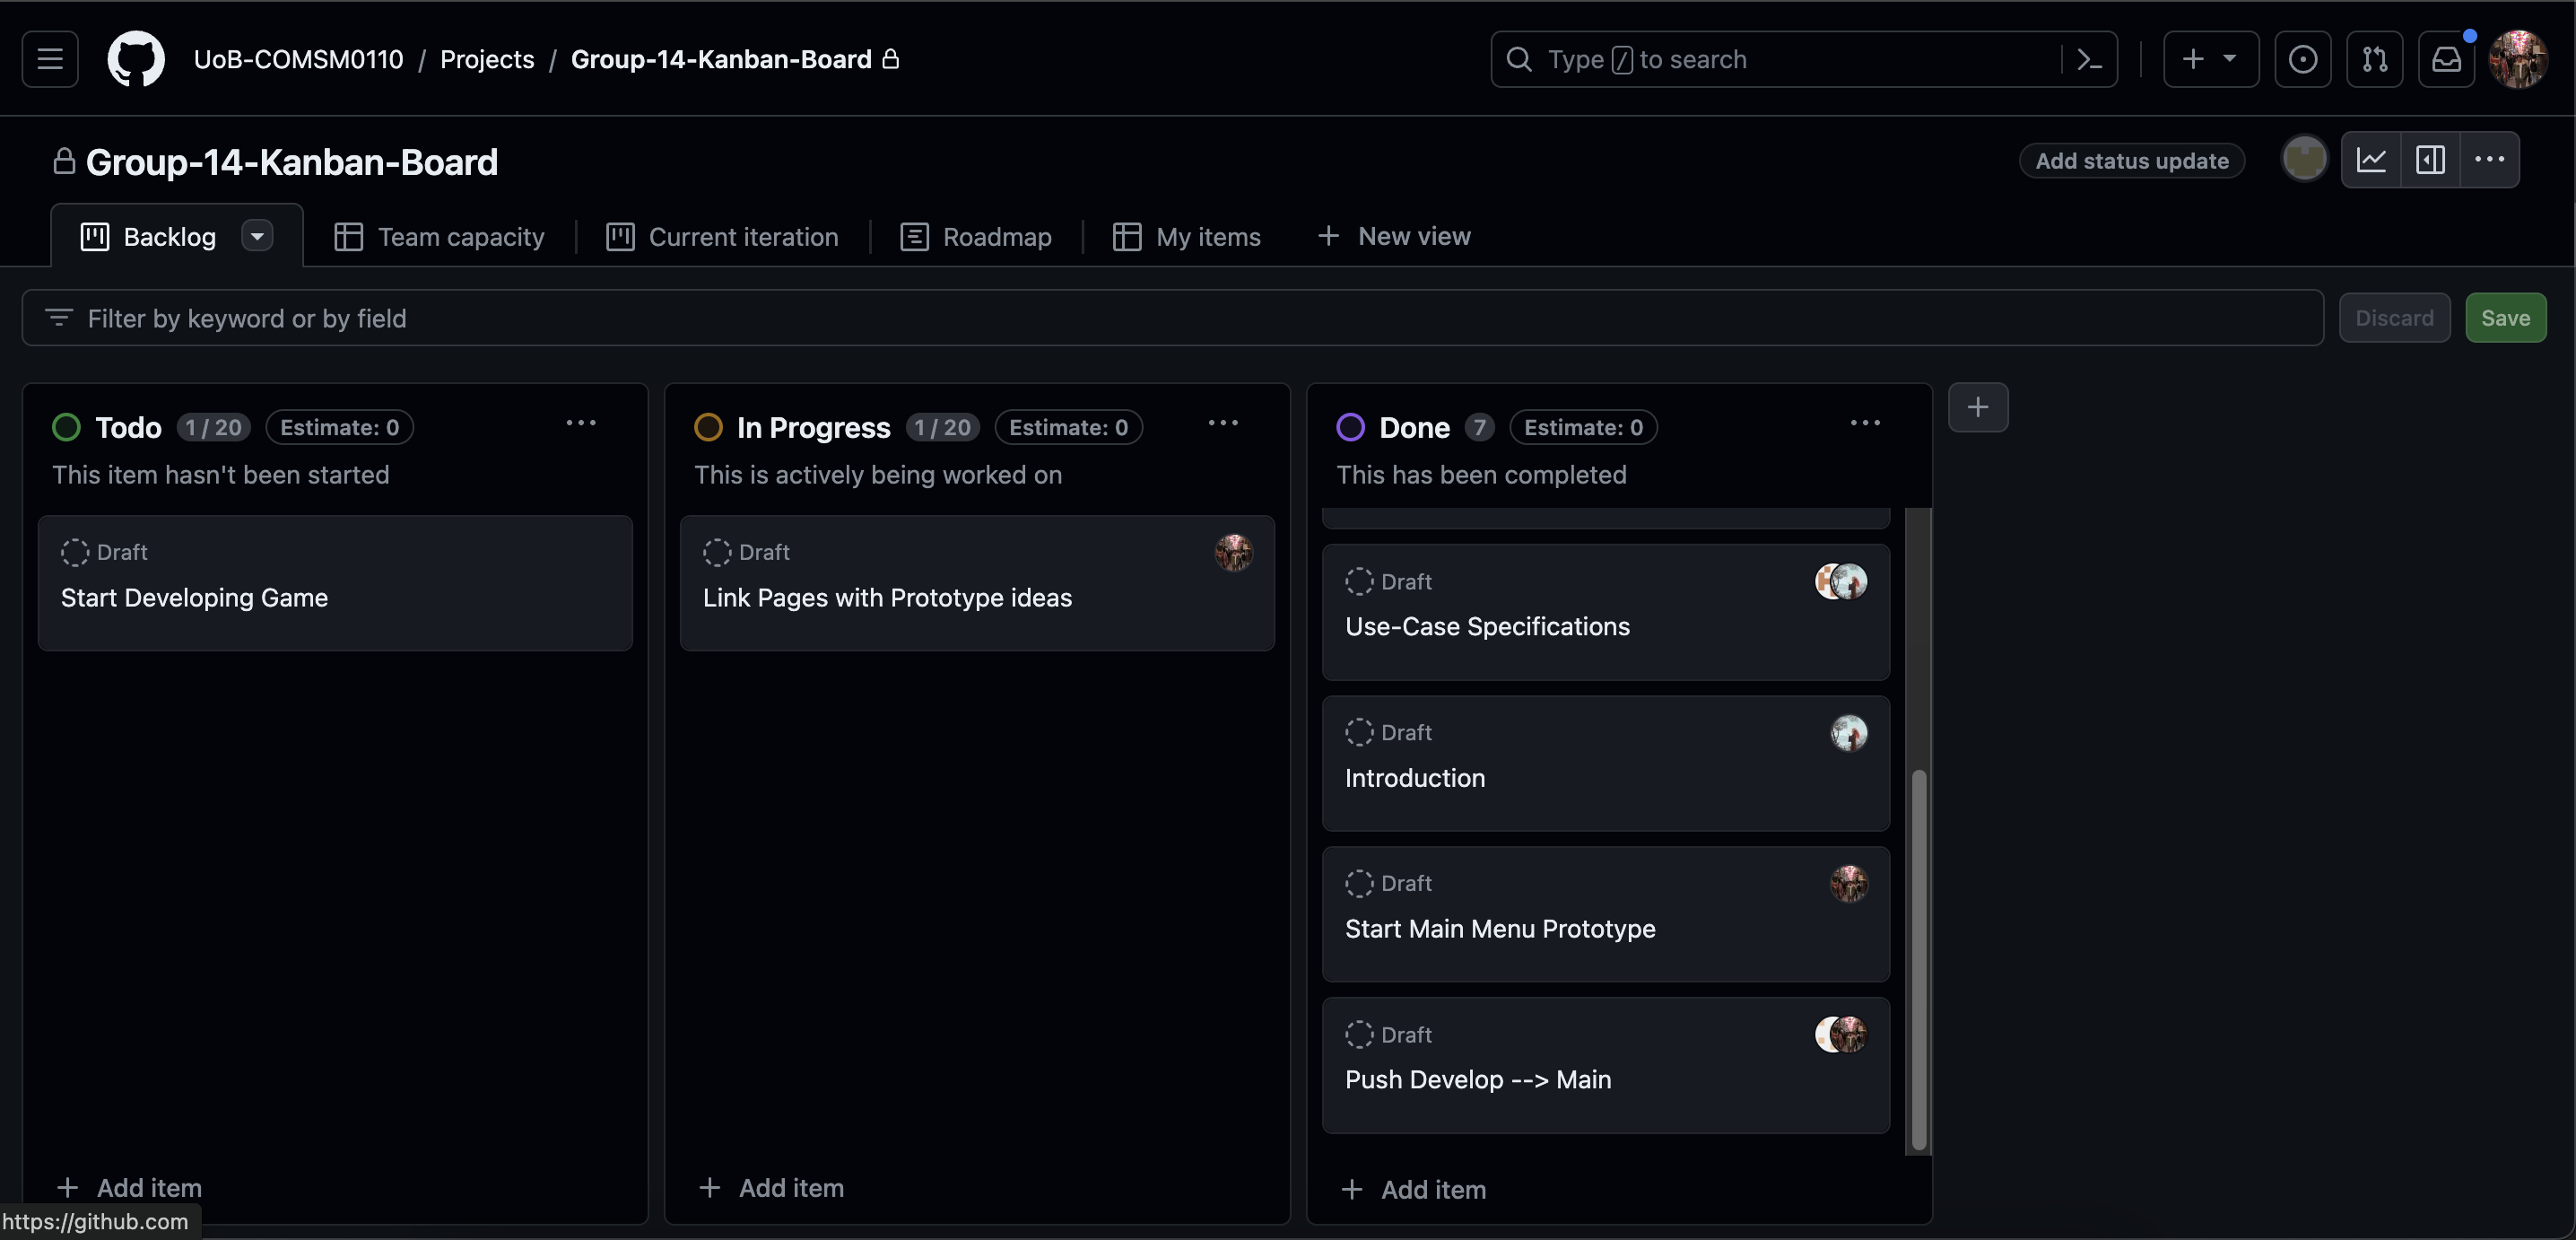 UoB-COMSM0110 / Projects / Group-14-Kanban-Board
Type / to search
Group-14-Kanban-Board
Add status update
Backlog
Team capacity
Current iteration
Roadmap
My items
New view
Filter by keyword or by field
Discard
Save
Todo 1 / 20 Estimate: 0
This item hasn't been started
Draft
Start Developing Game
Add item
In Progress 1 / 20 Estimate: 0
This is actively being worked on
Draft
Link Pages with Prototype ideas
Add item
Done 7 Estimate: 0
This has been completed
Draft
Use-Case Specifications
Draft
Introduction
Draft
Start Main Menu Prototype
Draft
Push Develop --> Main
Add item
https://github.com